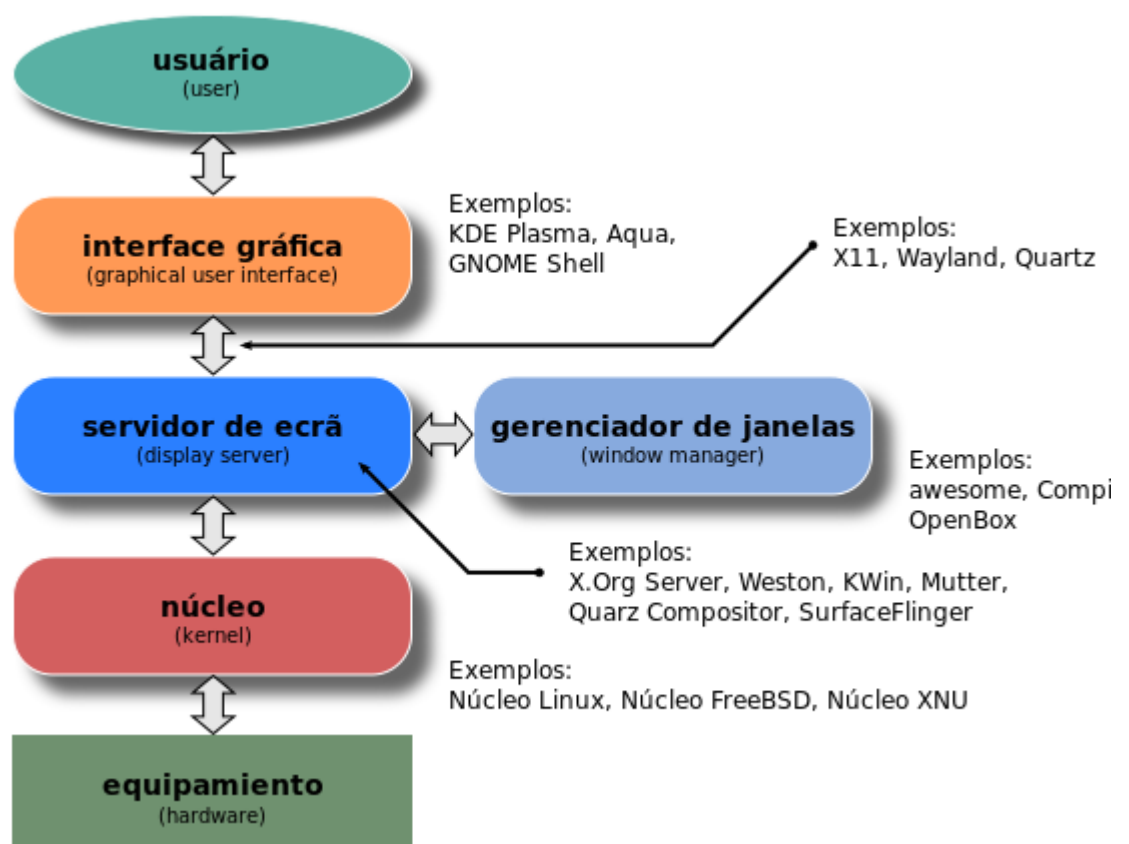 usuário
(user)
interface gráfica
(graphical user interface)
Exemplos:
KDE Plasma, Aqua,
GNOME Shell
Exemplos:
X11, Wayland, Quartz
servidor de ecrã
(display server)
gerenciador de janelas
(window manager)
Exemplos:
awesome, Compi
OpenBox
Exemplos:
X.Org Server, Weston, KWin, Mutter,
Quarz Compositor, SurfaceFlinger
núcleo
(kernel)
Exemplos:
Núcleo Linux, Núcleo FreeBSD, Núcleo XNU
equipamiento
(hardware)